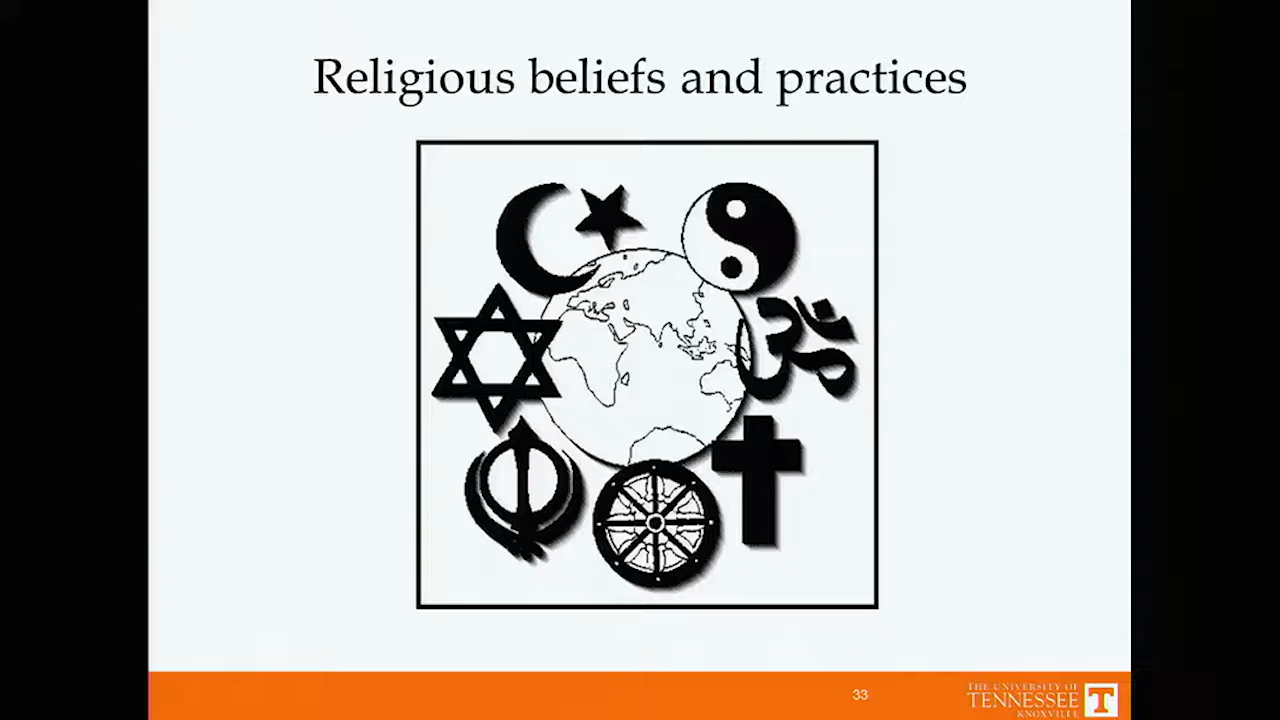 Religious beliefs and practices
ॐ
33
THE UNIVERSITY OF
TENNESSEE
KNOXVILLE
T